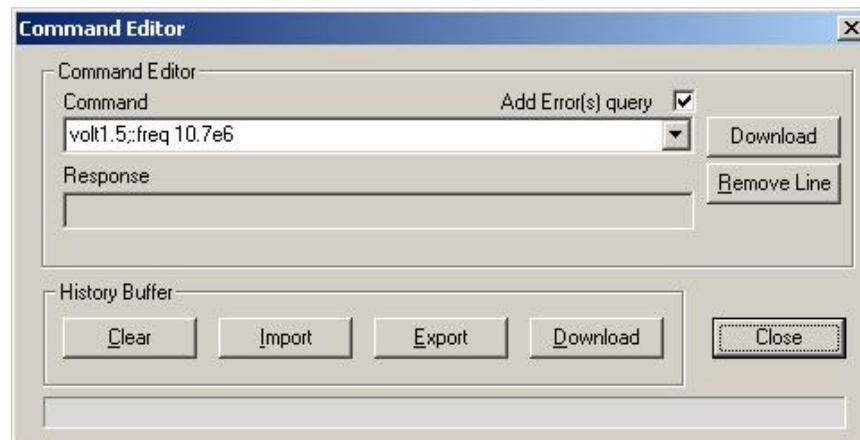 Command Editor
Command Editor
Command Add Error(s) query
volt1.5;:freq 10.7e6
Download
Response
Remove Line
History Buffer
Clear Import Export Download Close